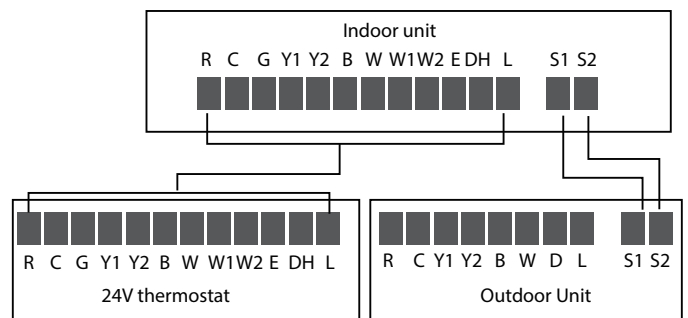 Indoor unit
R C G Y1 Y2 B W W1W2 E DH L S1 S2
R C G Y1 Y2 B W W1W2 E DH L
24V thermostat
R C Y1 Y2 B W D L S1 S2
Outdoor Unit